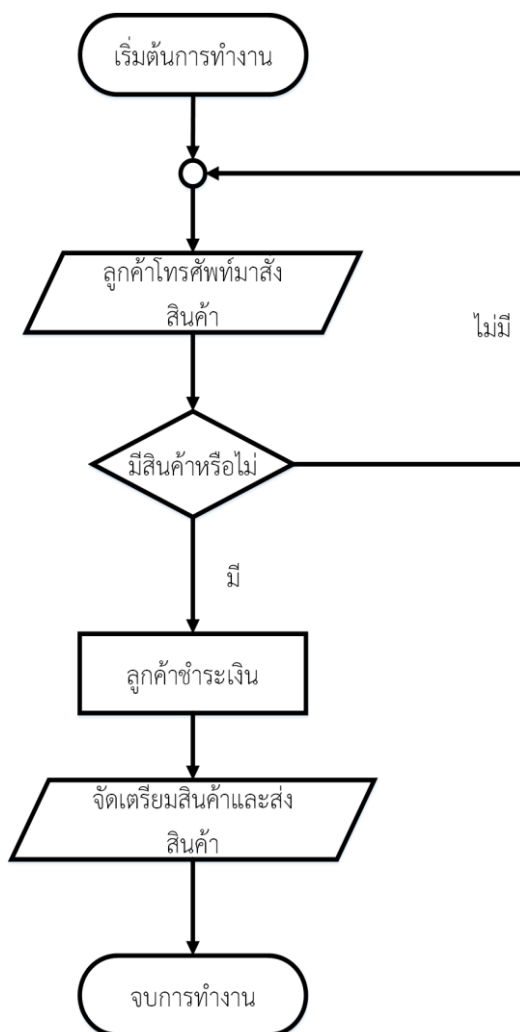 เริ่มต้นการทำงาน
ลูกค้าโทรศัพท์มาสั่ง
สินค้า
ไม่มี
มีสินค้าหรือไม่
มี
ลูกค้าชำระเงิน
จัดเตรียมสินค้าและส่ง
สินค้า
จบการทำงาน